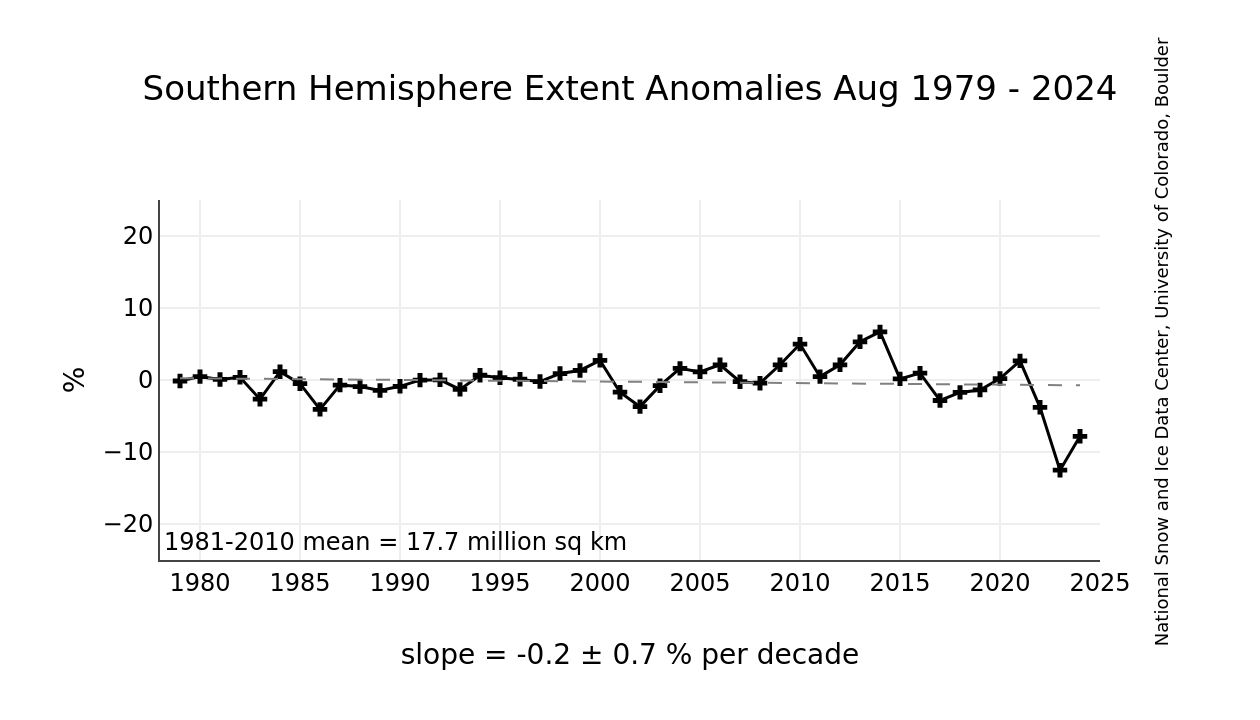 Southern Hemisphere Extent Anomalies Aug 1979 - 2024
National Snow and Ice Data Center, University of Colorado, Boulder
%
20
10
0
−10
−20
1981-2010 mean = 17.7 million sq km
1980 1985 1990 1995 2000 2005 2010 2015 2020 2025
slope = -0.2 ± 0.7 % per decade